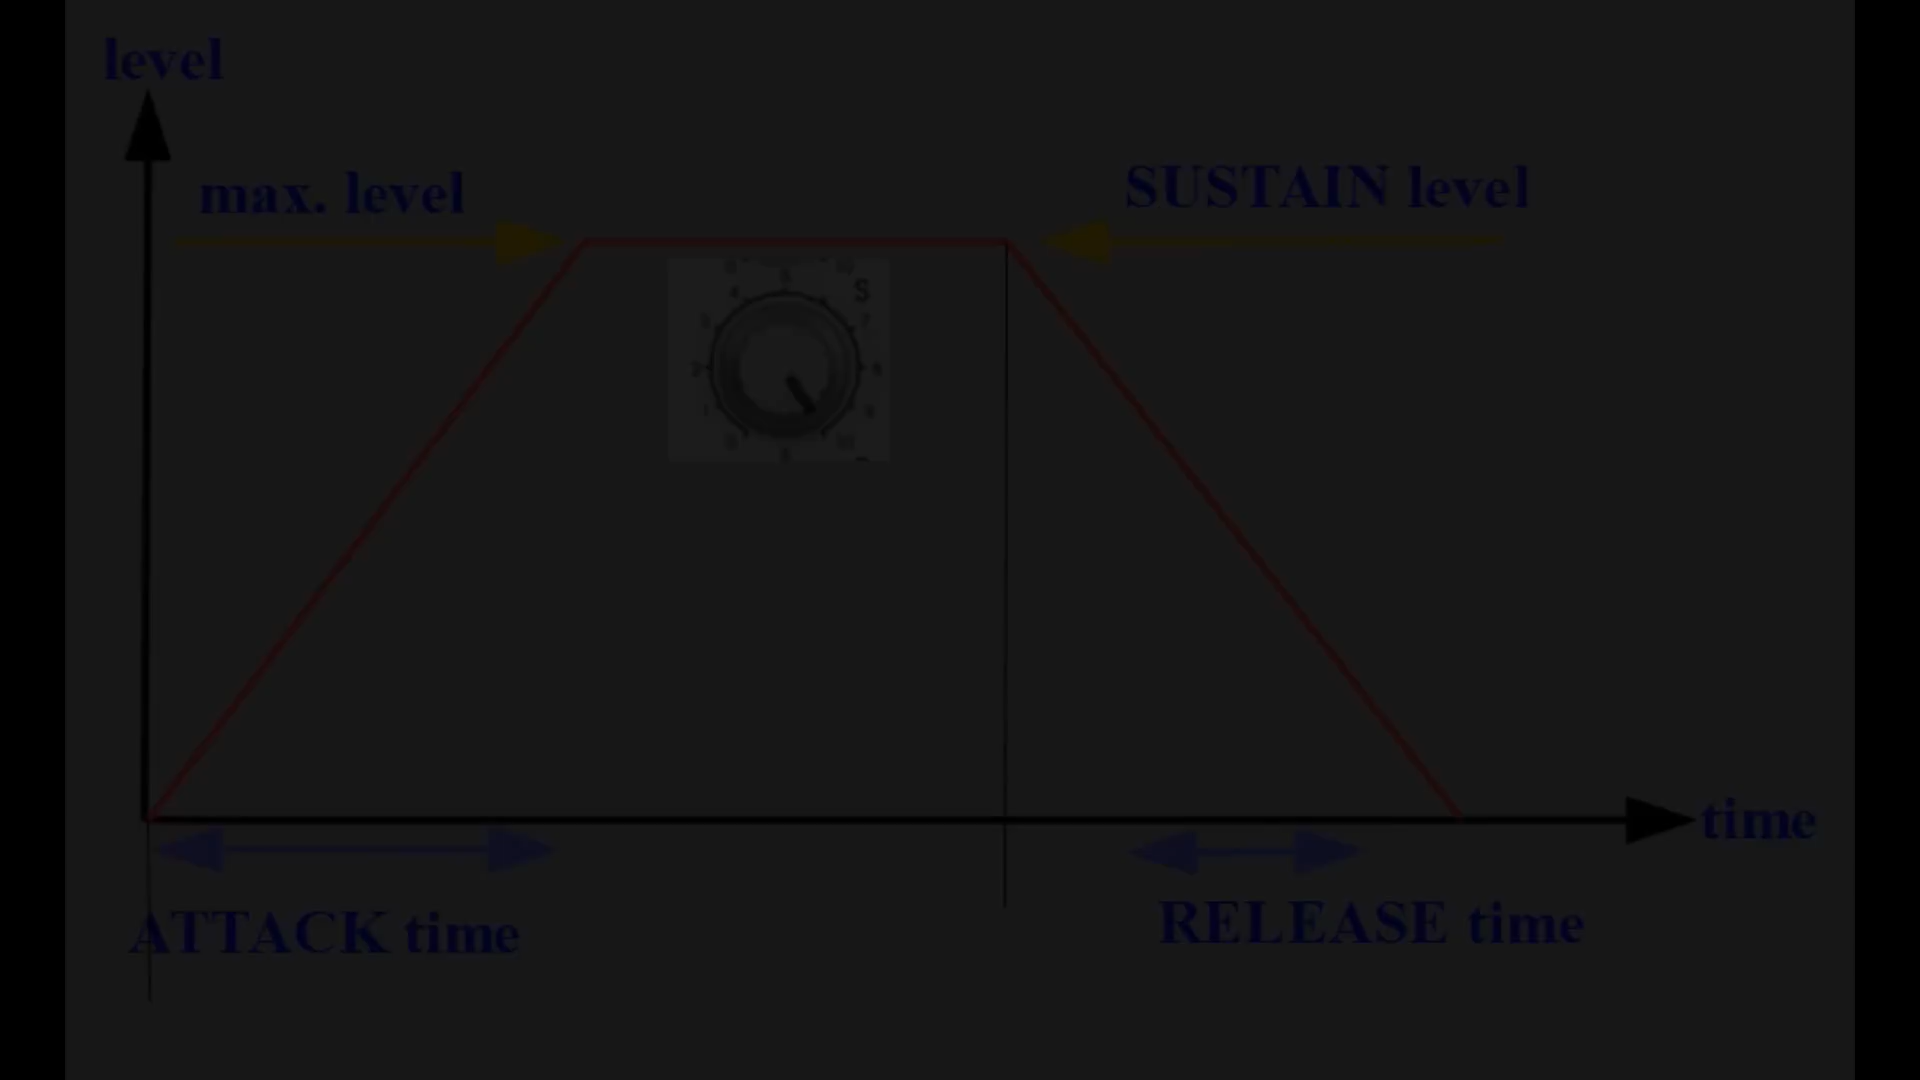 level
max. level
SUSTAIN level
S
time
ATTACK time
RELEASE time